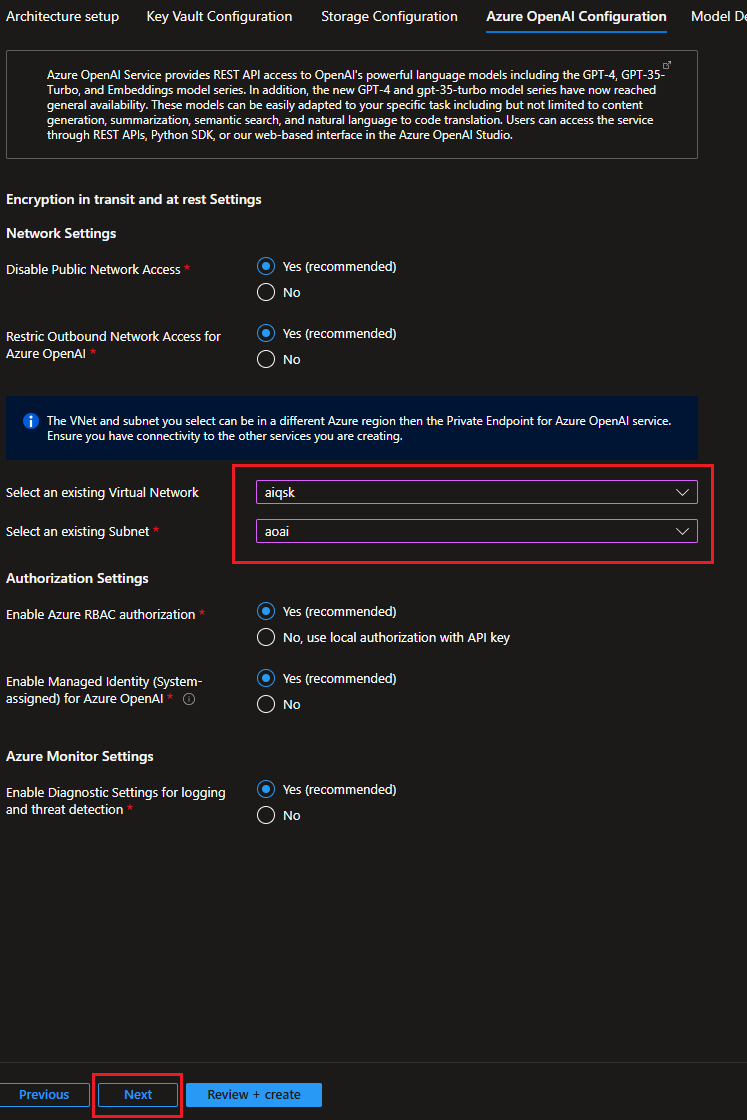 Architecture setup Key Vault Configuration Storage Configuration Azure OpenAI Configuration Model De
Azure OpenAI Service provides REST API access to OpenAI's powerful language models including the GPT-4, GPT-35-
Turbo, and Embeddings model series. In addition, the new GPT-4 and gpt-35-turbo model series have now reached
general availability. These models can be easily adapted to your specific task including but not limited to content
generation, summarization, semantic search, and natural language to code translation. Users can access the service
through REST APIs, Python SDK, or our web-based interface in the Azure OpenAI Studio.
Encryption in transit and at rest Settings
Network Settings
Disable Public Network Access *
Yes (recommended)
No
Restric Outbound Network Access for
Azure OpenAI *
Yes (recommended)
No
The VNet and subnet you select can be in a different Azure region then the Private Endpoint for Azure OpenAI service.
Ensure you have connectivity to the other services you are creating.
Select an existing Virtual Network
aiqsk
Select an existing Subnet *
aoai
Authorization Settings
Enable Azure RBAC authorization *
Yes (recommended)
No, use local authorization with API key
Enable Managed Identity (System-
assigned) for Azure OpenAI *
Yes (recommended)
No
Azure Monitor Settings
Enable Diagnostic Settings for logging
and threat detection *
Yes (recommended)
No
Previous Next Review + create